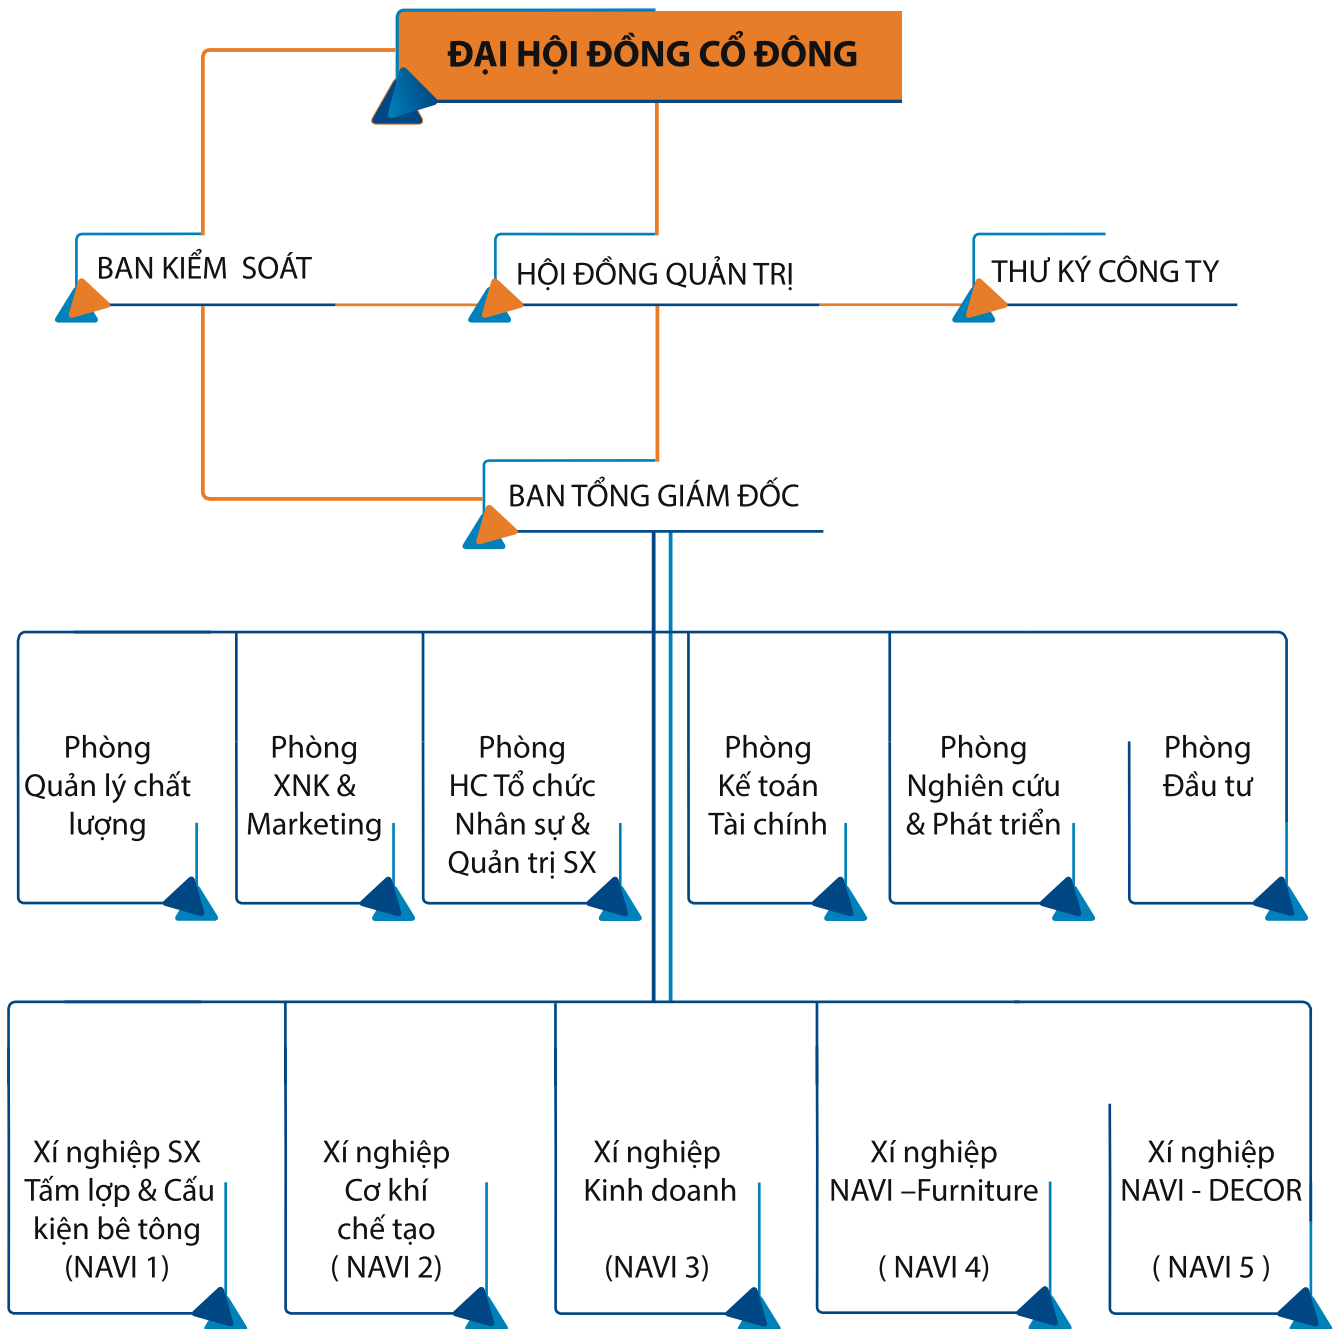 ĐẠI HỘI ĐỒNG CỔ ĐÔNG
BAN KIỂM SOÁT
HỘI ĐỒNG QUẢN TRỊ
THƯ KÝ CÔNG TY
BAN TỔNG GIÁM ĐỐC
Phòng
Quản lý chất
lượng
Phòng
XNK &
Marketing
Phòng
HC Tổ chức
Nhân sự &
Quản trị SX
Phòng
Kế toán
Tài chính
Phòng
Nghiên cứu
& Phát triển
Phòng
Đầu tư
Xí nghiệp SX
Tấm lợp & Cấu
kiện bê tông
(NAVI 1)
Xí nghiệp
Cơ khí
chế tạo
( NAVI 2)
Xí nghiệp
Kinh doanh
(NAVI 3)
Xí nghiệp
NAVI –Furniture
( NAVI 4)
Xí nghiệp
NAVI - DECOR
( NAVI 5 )